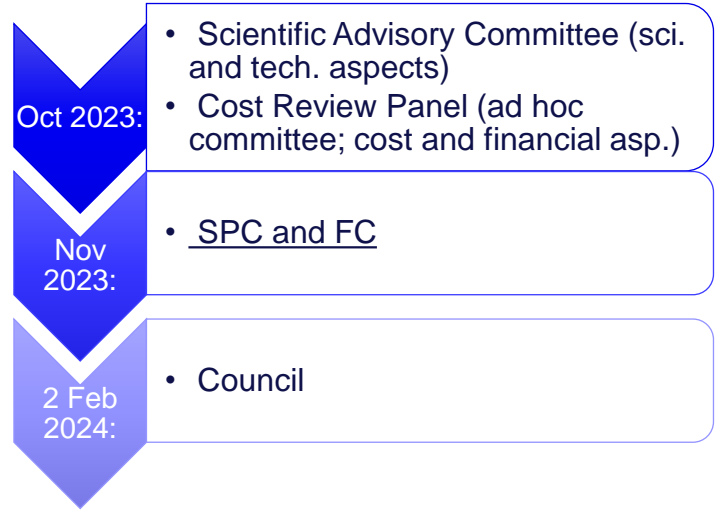 Oct 2023:
• Scientific Advisory Committee (sci.
and tech. aspects)
• Cost Review Panel (ad hoc
committee; cost and financial asp.)
Nov
2023:
• SPC and FC
2 Feb
2024:
• Council